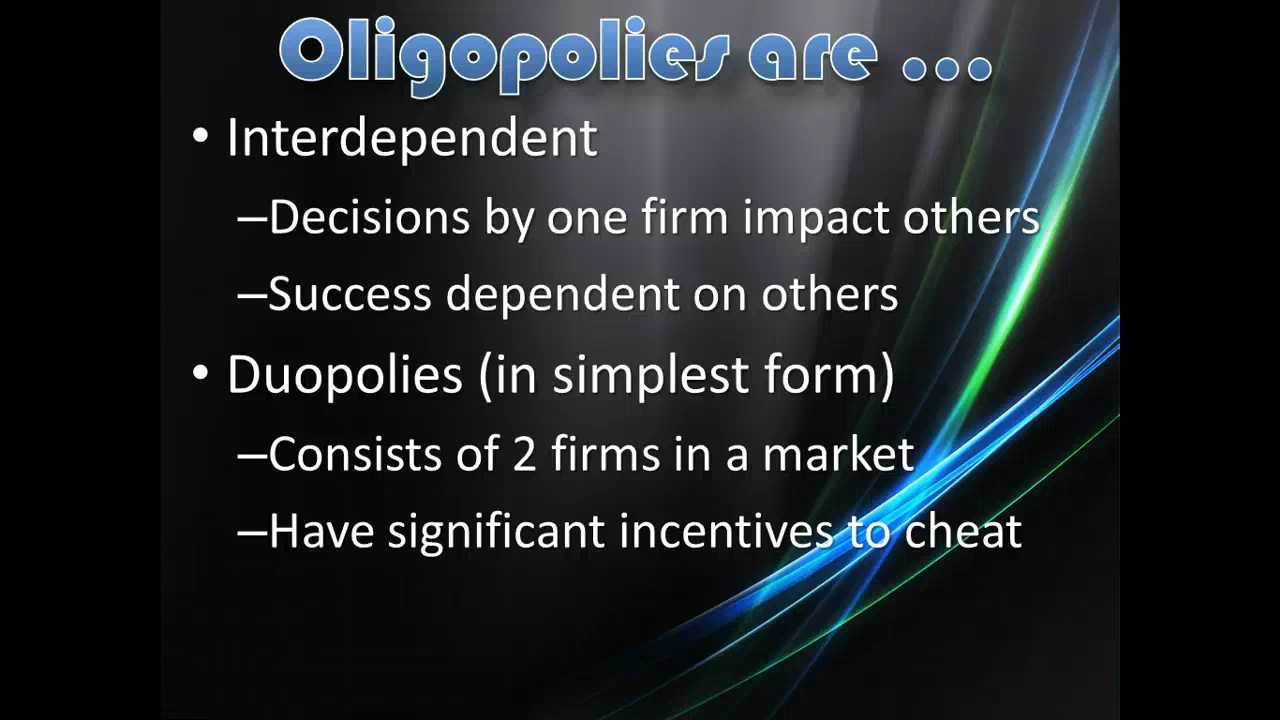 Oligopolies are ...
• Interdependent
–Decisions by one firm impact others
–Success dependent on others
• Duopolies (in simplest form)
–Consists of 2 firms in a market
–Have significant incentives to cheat